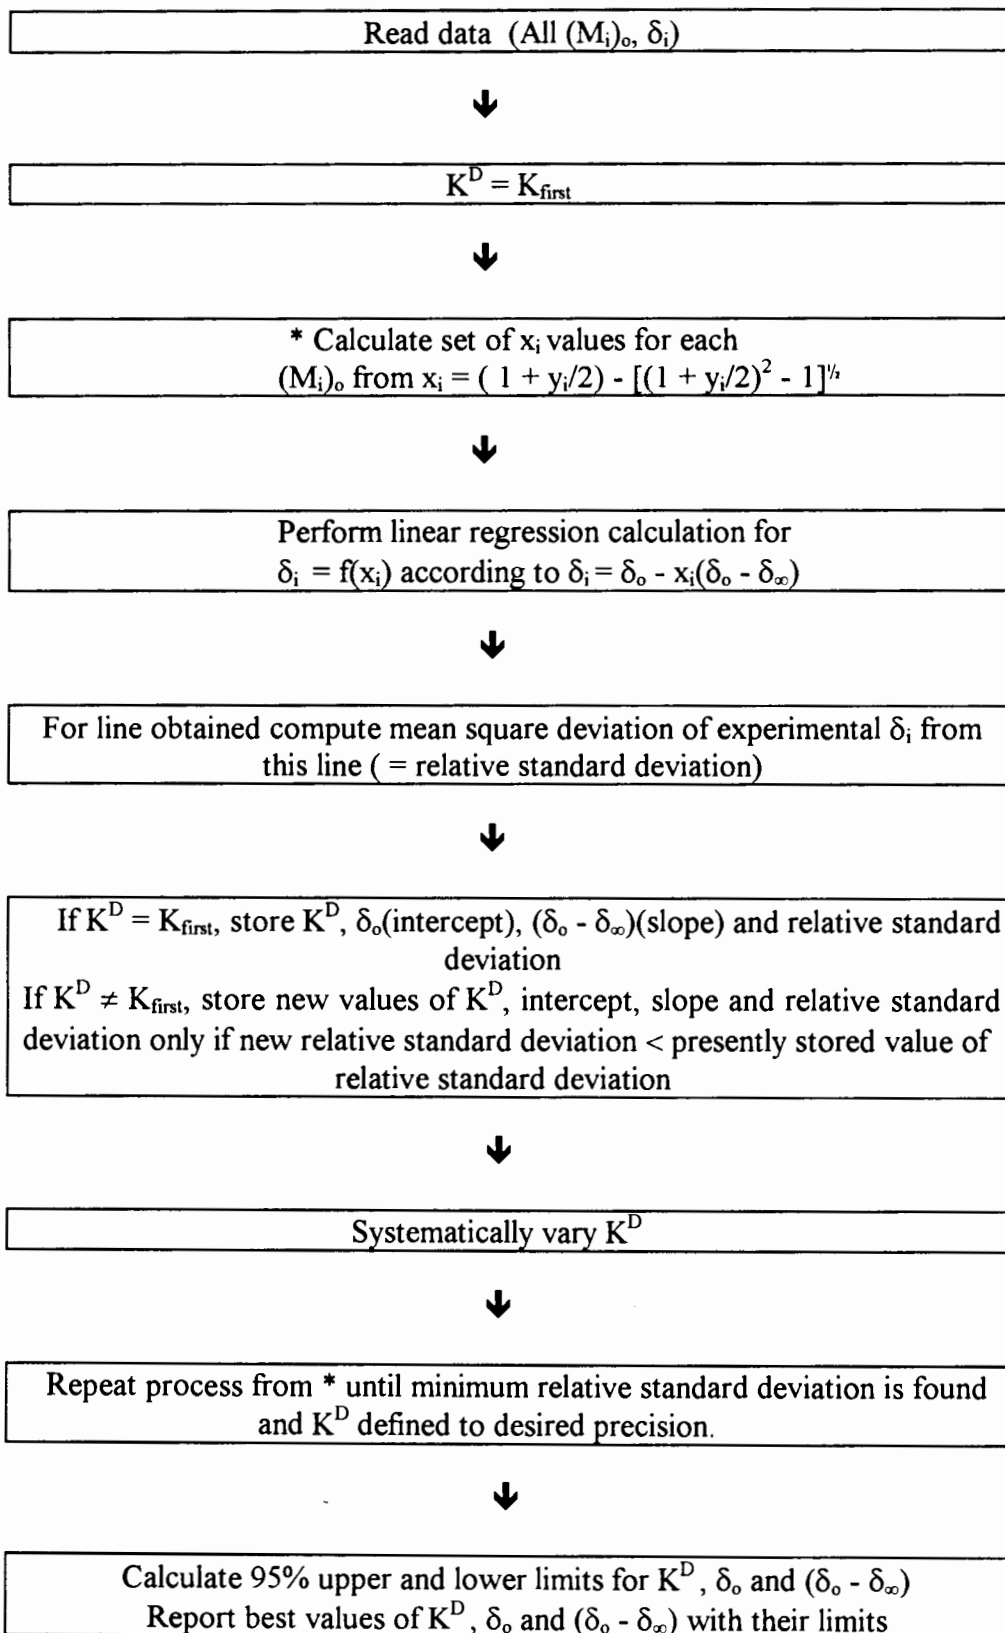 Read data (All (Mᵢ)ₒ, δᵢ)
Kᴰ = K_first
* Calculate set of xᵢ values for each
(Mᵢ)ₒ from xᵢ = ( 1 + yᵢ/2) - [(1 + yᵢ/2)² - 1]^½
Perform linear regression calculation for
δᵢ = f(xᵢ) according to δᵢ = δₒ - xᵢ(δₒ - δ_∞)
For line obtained compute mean square deviation of experimental δᵢ from
this line ( = relative standard deviation)
If Kᴰ = K_first, store Kᴰ, δₒ(intercept), (δₒ - δ_∞)(slope) and relative standard
deviation
If Kᴰ ≠ K_first, store new values of Kᴰ, intercept, slope and relative standard
deviation only if new relative standard deviation < presently stored value of
relative standard deviation
Systematically vary Kᴰ
Repeat process from * until minimum relative standard deviation is found
and Kᴰ defined to desired precision.
Calculate 95% upper and lower limits for Kᴰ, δₒ and (δₒ - δ_∞)
Report best values of Kᴰ, δₒ and (δₒ - δ_∞) with their limits